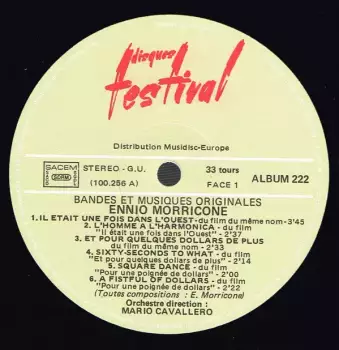 disques
festival
Distribution Musidisc-Europe
SACEM SDRM
STEREO - G.U.
(100.256 A)
33 tours
FACE 1
ALBUM 222
BANDES ET MUSIQUES ORIGINALES
ENNIO MORRICONE
1. IL ETAIT UNE FOIS DANS L'OUEST-du film du même nom-3'45
2. L'HOMME A L'HARMONICA - du film
"Il était une fois dans l'Ouest" - 2'37
3. ET POUR QUELQUES DOLLARS DE PLUS
du film du même nom - 2'33
4. SIXTY-SECONDS TO WHAT - du film
"Et pour quelques dollars de plus" - 2'14
5. SQUARE DANCE - du film
"Pour une poignée de dollars" - 2'00
6. A FISTFUL OF DOLLARS - du film
"Pour une poignée de dollars" - 2'22
(Toutes compositions : E. Morricone)
Orchestre direction :
MARIO CAVALLERO